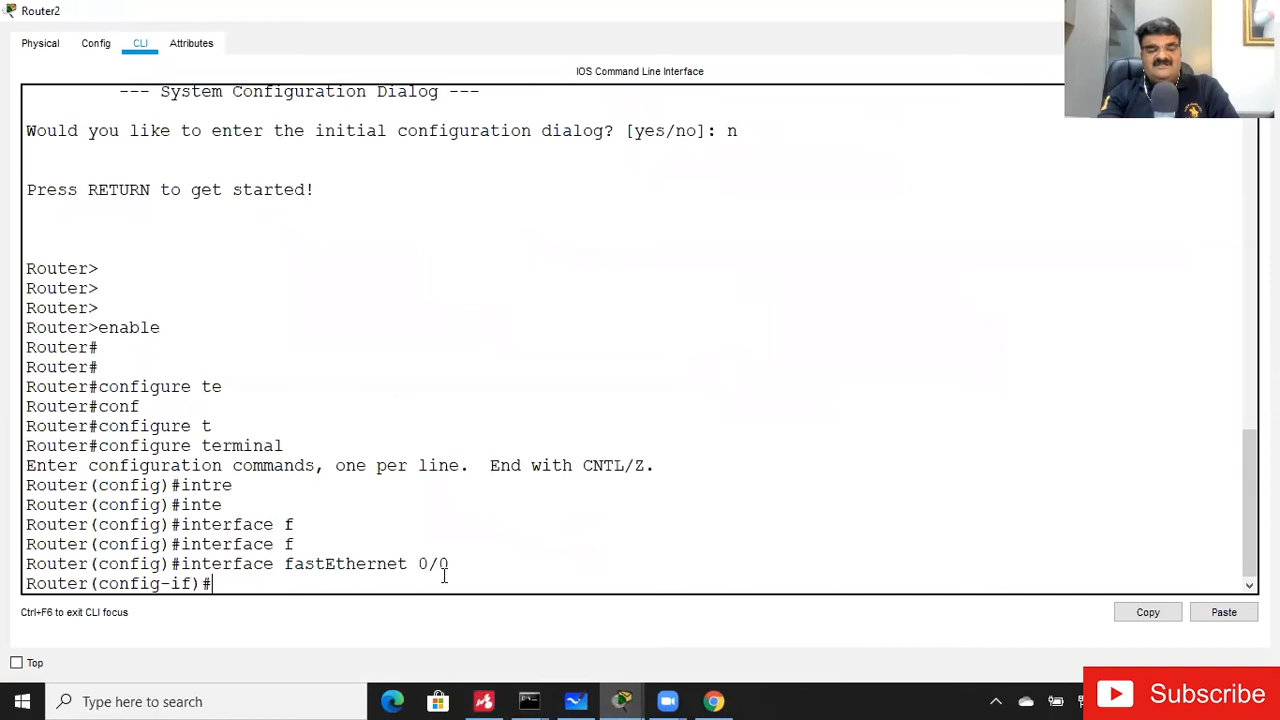 Router2
Physical Config CLI Attributes
IOS Command Line Interface
--- System Configuration Dialog ---
Would you like to enter the initial configuration dialog? [yes/no]: n
Press RETURN to get started!
Router>
Router>
Router>
Router>enable
Router#
Router#
Router#configure te
Router#conf
Router#configure t
Router#configure terminal
Enter configuration commands, one per line.  End with CNTL/Z.
Router(config)#intre
Router(config)#inte
Router(config)#interface f
Router(config)#interface f
Router(config)#interface fastEthernet 0/0
Router(config-if)#
Ctrl+F6 to exit CLI focus
Copy Paste
Top
Type here to search
Subscribe